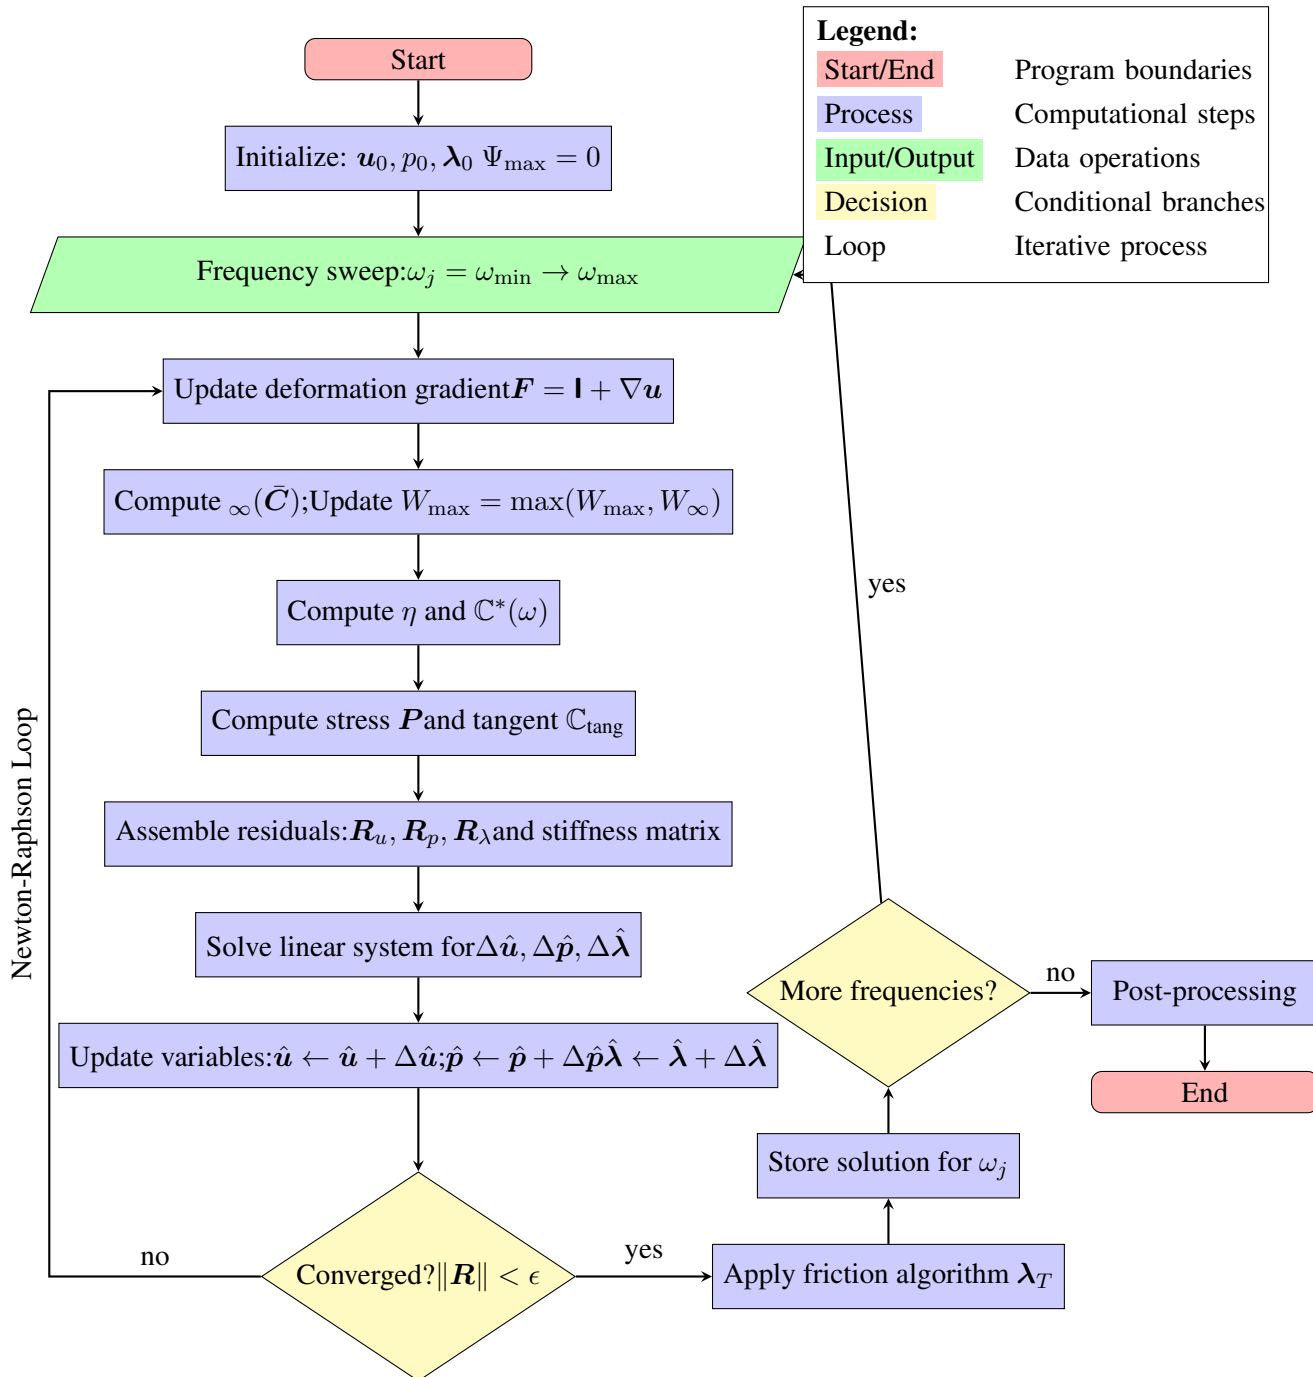 Start
Initialize: 𝒖₀, p₀, 𝝀₀ Ψmax = 0
Frequency sweep:ωⱼ = ωmin → ωmax
Update deformation gradient𝑭 = 𝗜 + ∇𝒖
Compute ∞(𝑪̄);Update Wmax = max(Wmax, W∞)
Compute η and ℂ*(ω)
Compute stress 𝑷and tangent ℂtang
Assemble residuals:𝑹u, 𝑹p, 𝑹λand stiffness matrix
Solve linear system forΔ𝒖̂, Δ𝒑̂, Δ𝝀̂
Update variables:𝒖̂ ← 𝒖̂ + Δ𝒖̂;𝒑̂ ← 𝒑̂ + Δ𝒑̂𝝀̂ ← 𝝀̂ + Δ𝝀̂
Converged?‖𝑹‖ < ϵ
no
Newton-Raphson Loop
yes
Apply friction algorithm 𝝀T
Store solution for ωⱼ
More frequencies?
yes
no
Post-processing
End
Legend:
Start/End Program boundaries
Process Computational steps
Input/Output Data operations
Decision Conditional branches
Loop Iterative process